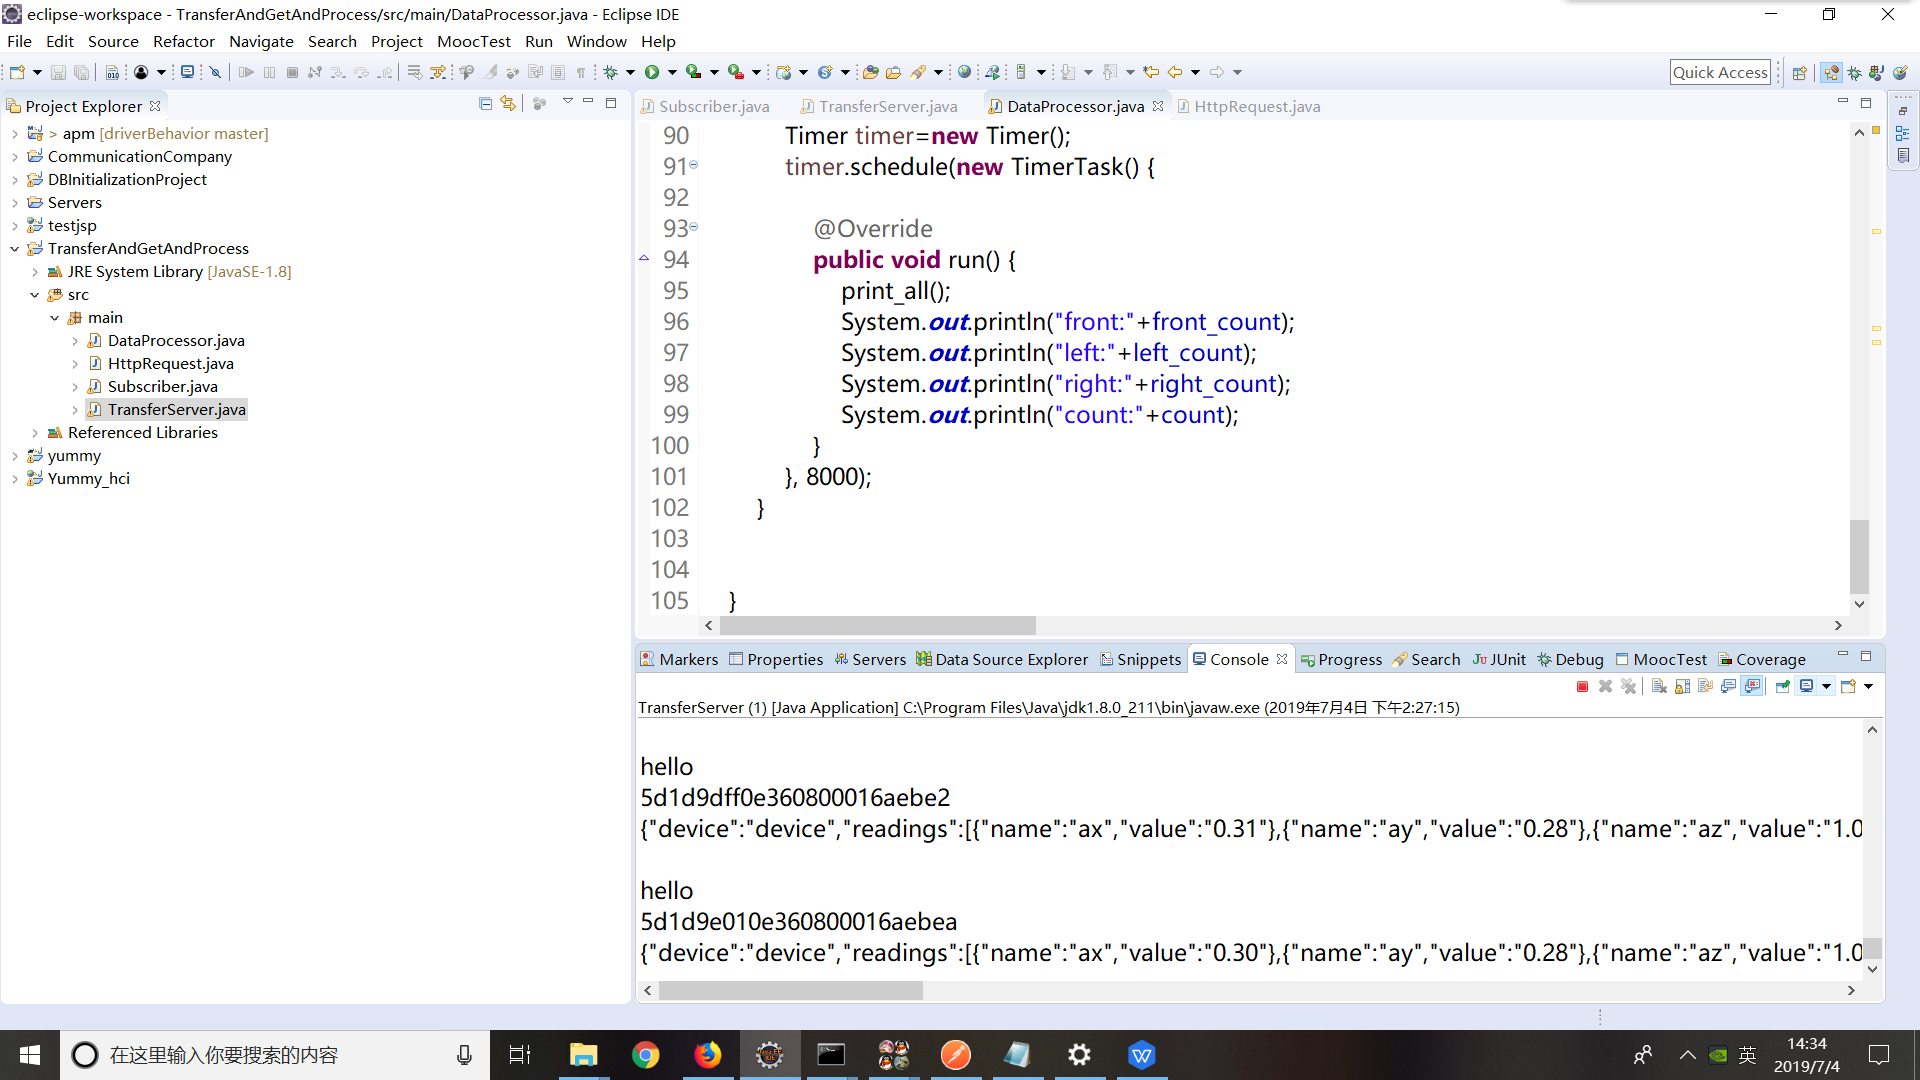 eclipse-workspace - TransferAndGetAndProcess/src/main/DataProcessor.java - Eclipse IDE
File Edit Source Refactor Navigate Search Project MoocTest Run Window Help
Quick Access
Project Explorer
> apm [driverBehavior master]
CommunicationCompany
DBInitializationProject
Servers
testjsp
TransferAndGetAndProcess
JRE System Library [JavaSE-1.8]
src
main
DataProcessor.java
HttpRequest.java
Subscriber.java
TransferServer.java
Referenced Libraries
yummy
Yummy_hci
Subscriber.java TransferServer.java DataProcessor.java HttpRequest.java
90 Timer timer=new Timer();
91 timer.schedule(new TimerTask() {
92
93 @Override
94 public void run() {
95 print_all();
96 System.out.println("front:"+front_count);
97 System.out.println("left:"+left_count);
98 System.out.println("right:"+right_count);
99 System.out.println("count:"+count);
100 }
101 }, 8000);
102 }
103
104
105 }
Markers Properties Servers Data Source Explorer Snippets Console Progress Search JUnit Debug MoocTest Coverage
TransferServer (1) [Java Application] C:\Program Files\Java\jdk1.8.0_211\bin\javaw.exe (2019年7月4日 下午2:27:15)
hello
5d1d9dff0e360800016aebe2
{"device":"device","readings":[{"name":"ax","value":"0.31"},{"name":"ay","value":"0.28"},{"name":"az","value":"1.0
hello
5d1d9e010e360800016aebea
{"device":"device","readings":[{"name":"ax","value":"0.30"},{"name":"ay","value":"0.28"},{"name":"az","value":"1.0
在这里输入你要搜索的内容
英
14:34
2019/7/4